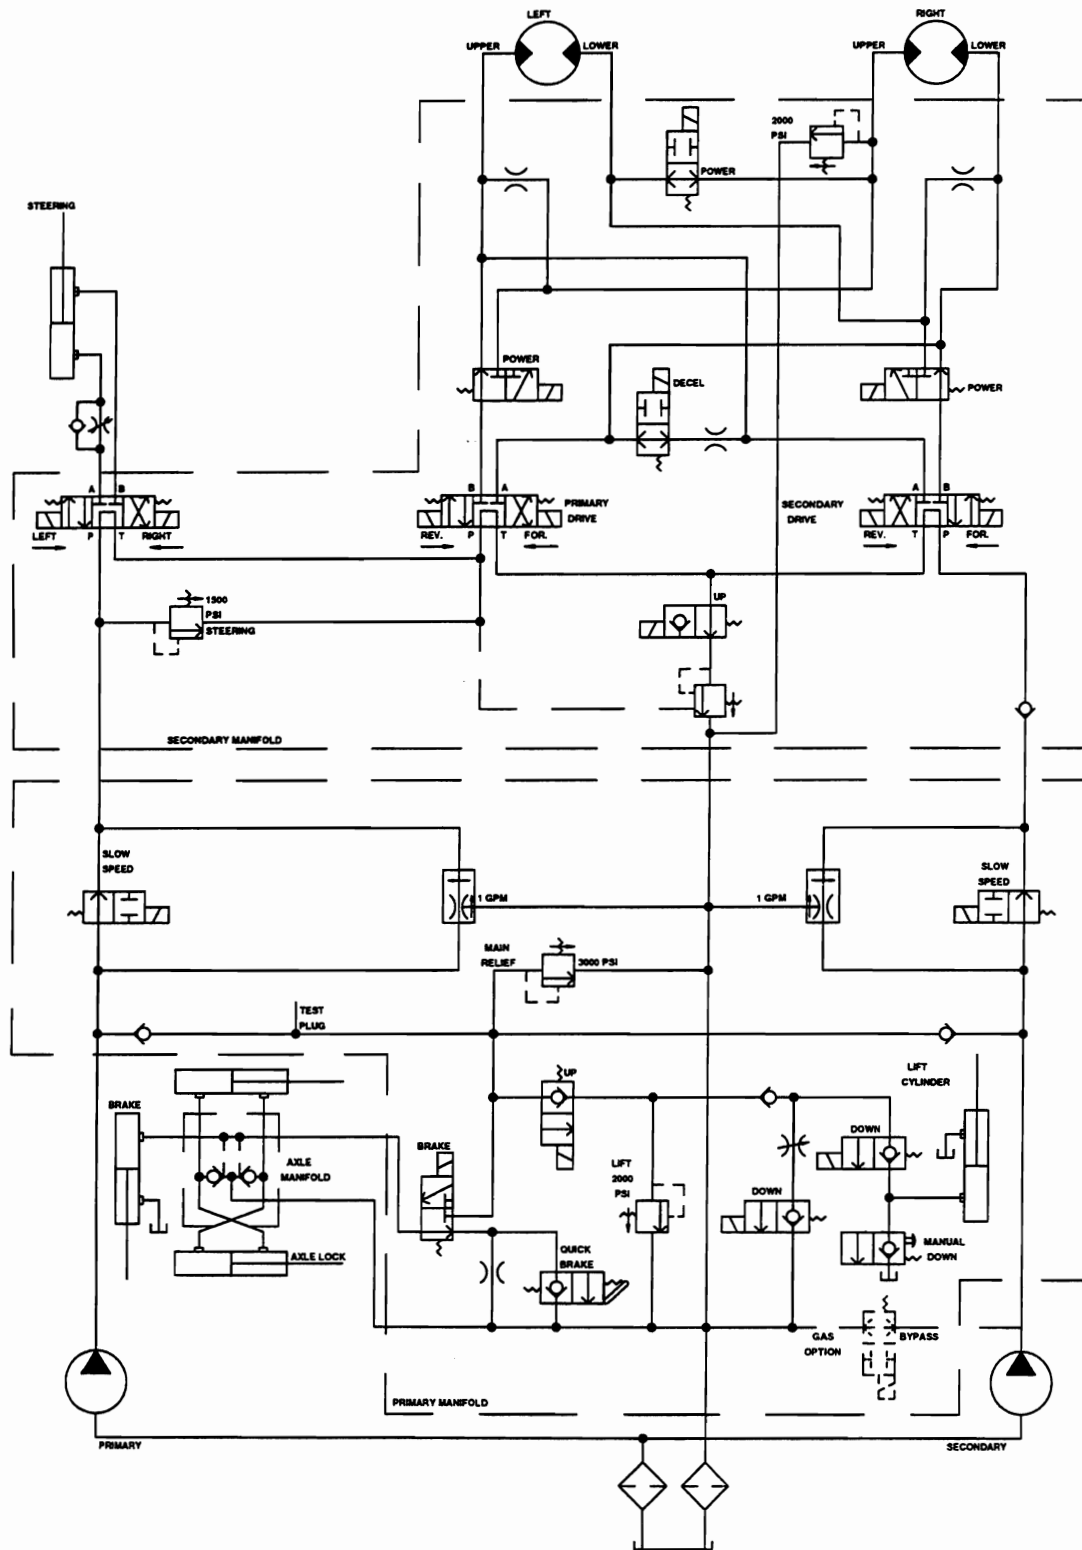 LEFT
RIGHT
UPPER
LOWER
UPPER
LOWER
2000
PSI
POWER
STEERING
POWER
DECEL
POWER
A
B
B
A
A
B
PRIMARY
DRIVE
SECONDARY
DRIVE
LEFT
P
T
RIGHT
REV.
P
T
FOR.
REV.
T
P
FOR.
UP
1500
PSI
STEERING
SECONDARY MANIFOLD
SLOW
SPEED
SLOW
SPEED
1 GPM
1 GPM
MAIN
RELIEF
3000 PSI
TEST
PLUG
UP
LIFT
CYLINDER
BRAKE
DOWN
BRAKE
AXLE
MANIFOLD
LIFT
2000
PSI
DOWN
MANUAL
DOWN
AXLE LOCK
QUICK
BRAKE
GAS
OPTION
BYPASS
PRIMARY MANIFOLD
PRIMARY
SECONDARY